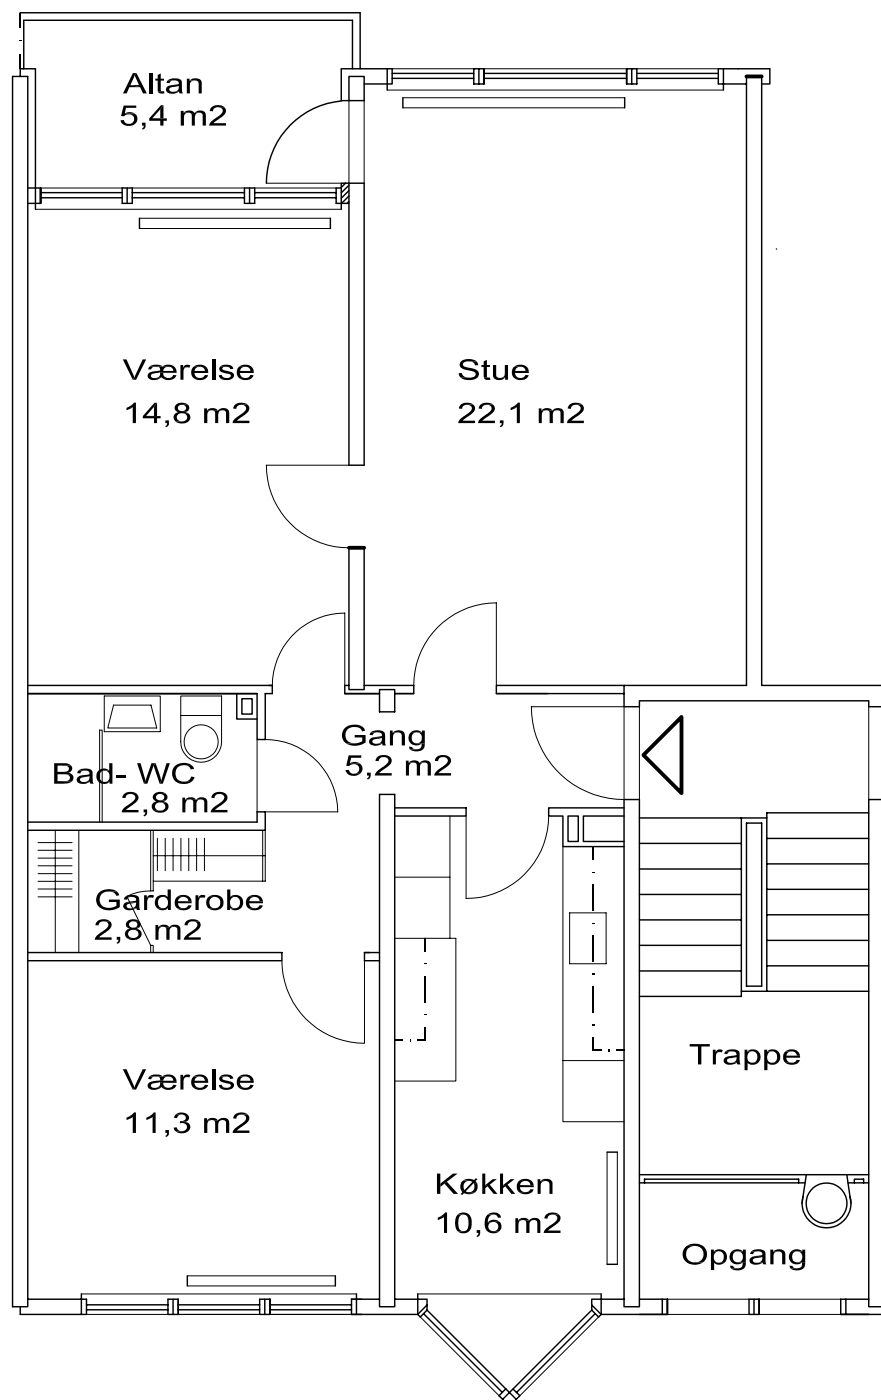 Altan
5,4 m2
Værelse
14,8 m2
Stue
22,1 m2
Gang
5,2 m2
Bad- WC
2,8 m2
Garderobe
2,8 m2
Værelse
11,3 m2
Trappe
Køkken
10,6 m2
Opgang